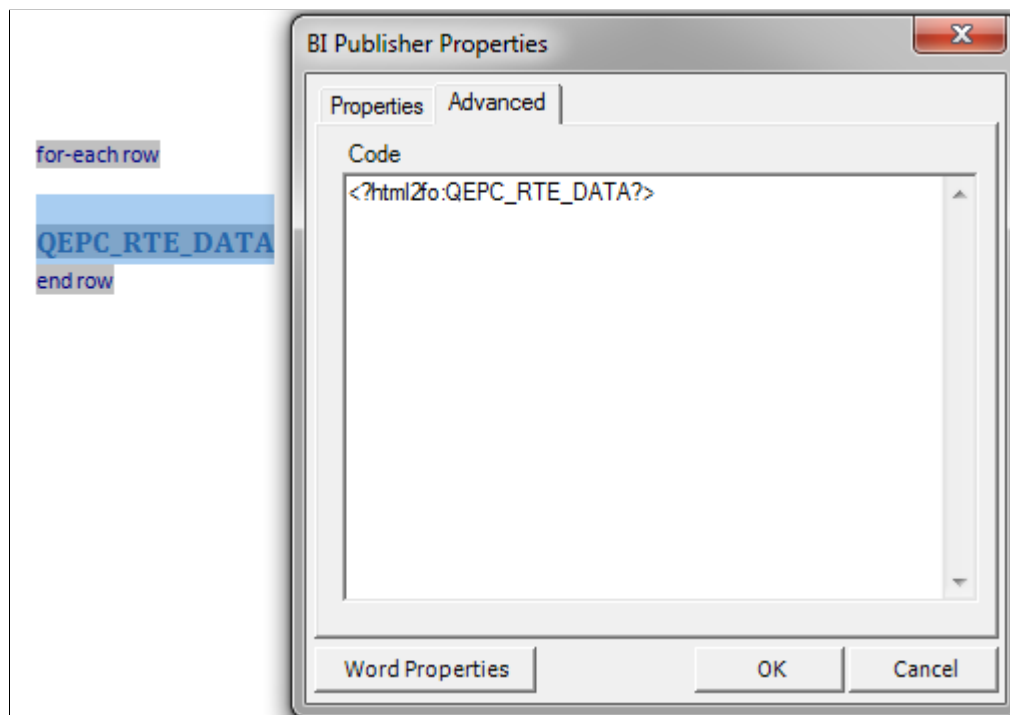 BI Publisher Properties
Properties
Advanced
for-each row
Code
<?html2fo:QEPC_RTE_DATA?>
QEPC_RTE_DATA
end row
Word Properties
OK
Cancel